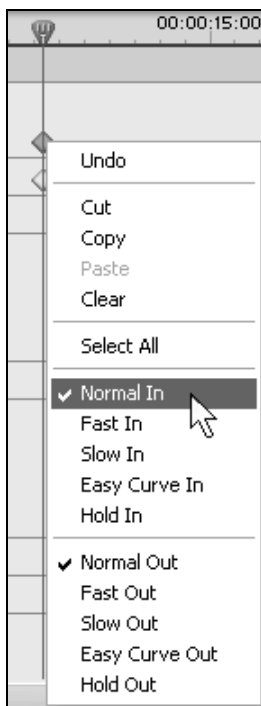 00:00:15:00
Undo
Cut
Copy
Paste
Clear
Select All
Normal In
Fast In
Slow In
Easy Curve In
Hold In
Normal Out
Fast Out
Slow Out
Easy Curve Out
Hold Out